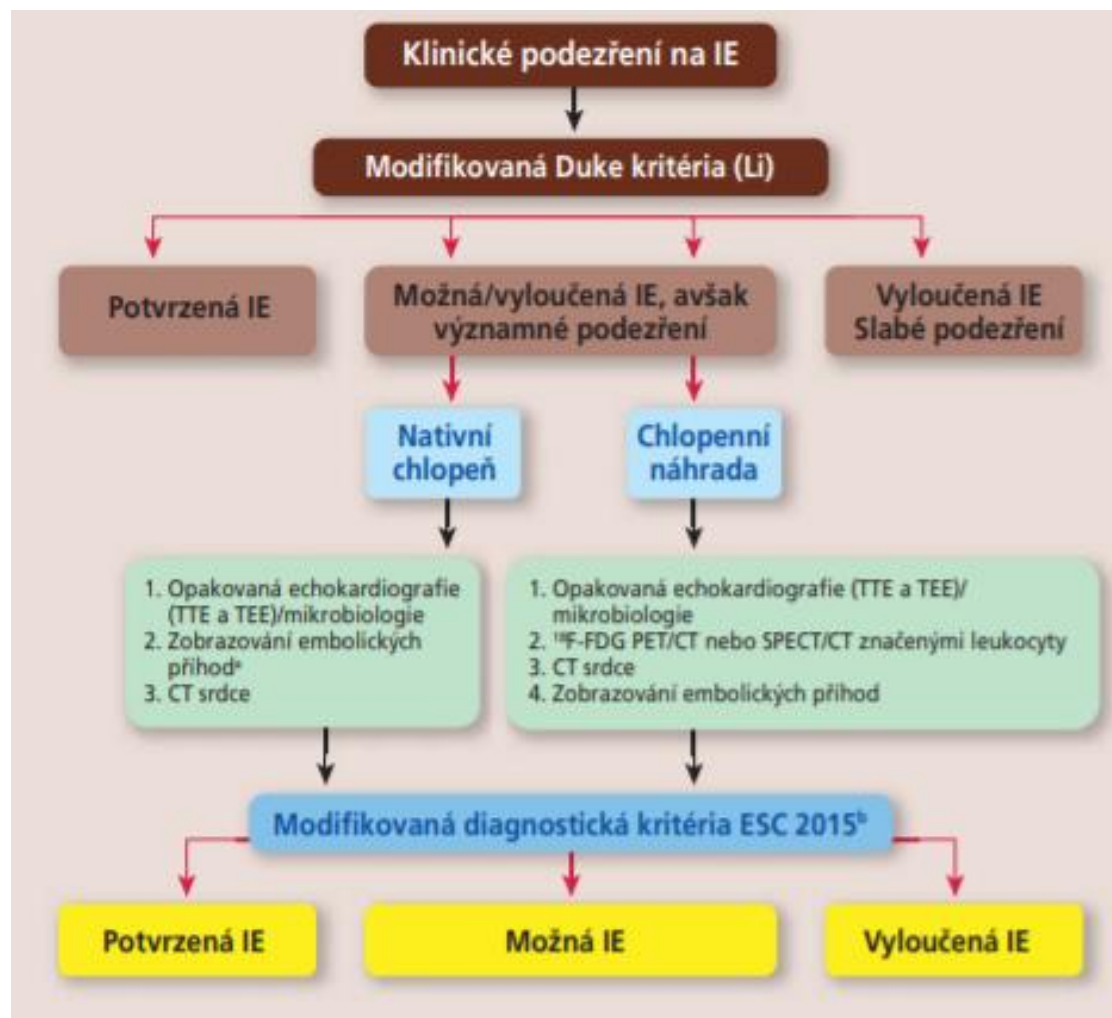 Klinické podezření na IE
Modifikovaná Duke kritéria (Li)
Potvrzená IE
Možná/vyloučená IE, avšak
významné podezření
Vyloučená IE
Slabé podezření
Nativní
chlopeň
Chlopenní
náhrada
1. Opakovaná echokardiografie
(TTE a TEE)/mikrobiologie
2. Zobrazování embolických
příhodᵃ
3. CT srdce
1. Opakovaná echokardiografie (TTE a TEE)/
mikrobiologie
2. ¹⁸F-FDG PET/CT nebo SPECT/CT značenými leukocyty
3. CT srdce
4. Zobrazování embolických příhod
Modifikovaná diagnostická kritéria ESC 2015ᵇ
Potvrzená IE
Možná IE
Vyloučená IE